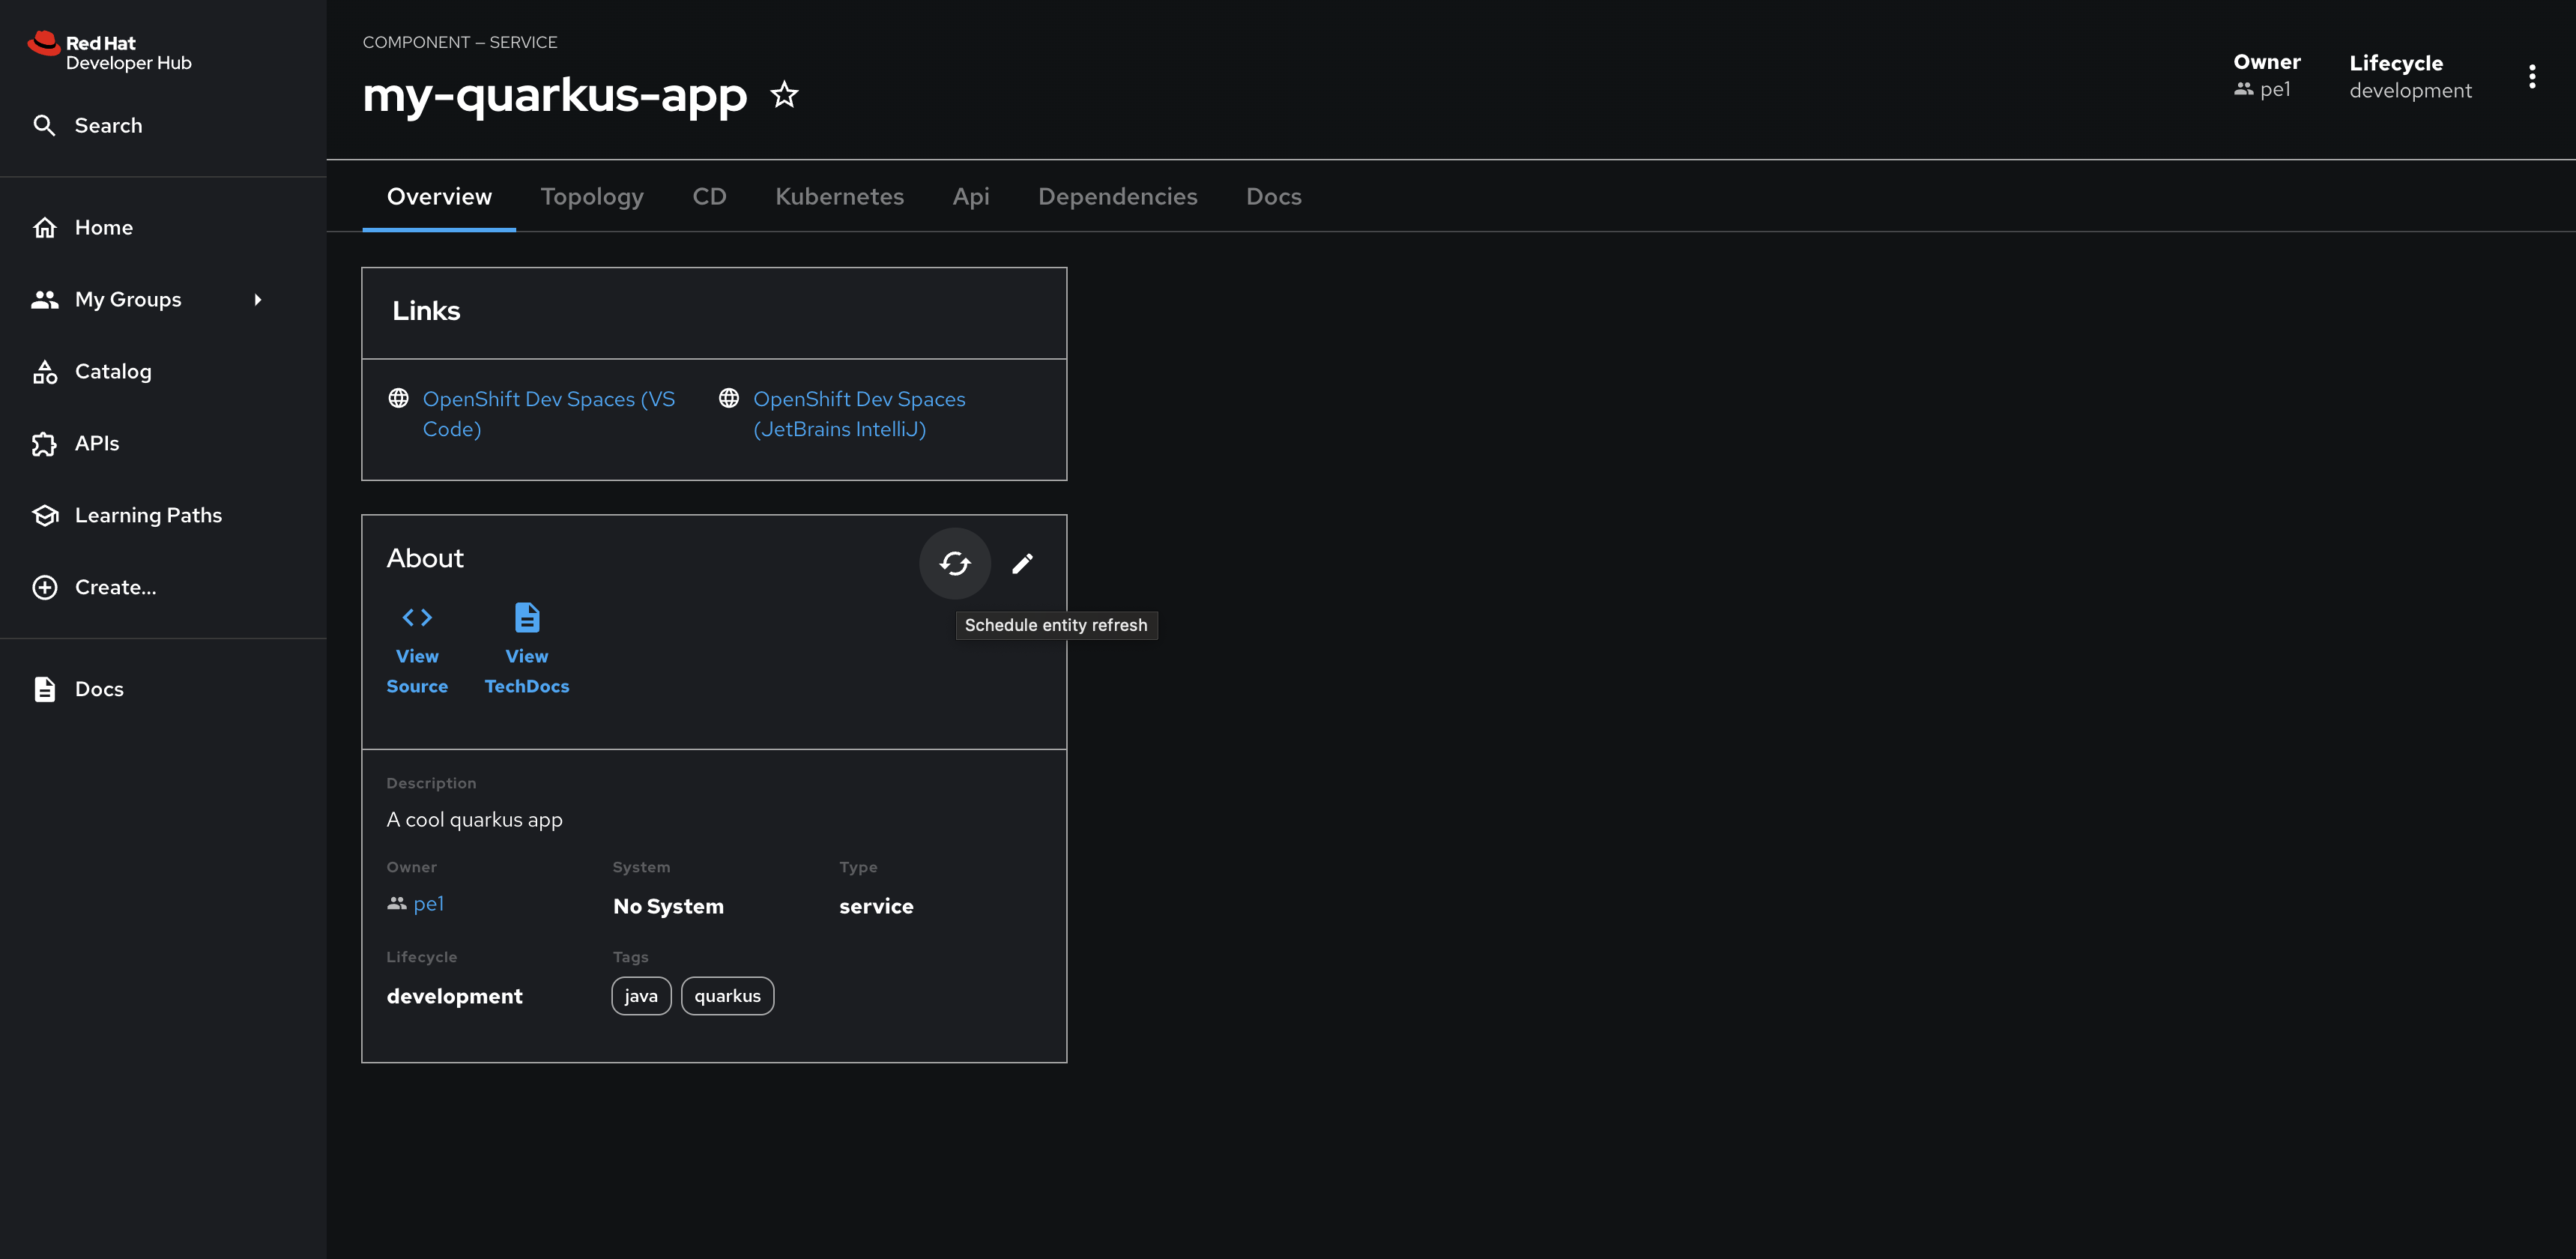 Red Hat
Developer Hub
Search
Home
My Groups
Catalog
APIs
Learning Paths
Create...
Docs
COMPONENT — SERVICE
my-quarkus-app
Owner
pe1
Lifecycle
development
Overview Topology CD Kubernetes Api Dependencies Docs
Links
OpenShift Dev Spaces (VS
Code)
OpenShift Dev Spaces
(JetBrains IntelliJ)
About
Schedule entity refresh
View
Source
View
TechDocs
Description
A cool quarkus app
Owner
pe1
System
No System
Type
service
Lifecycle
development
Tags
java quarkus